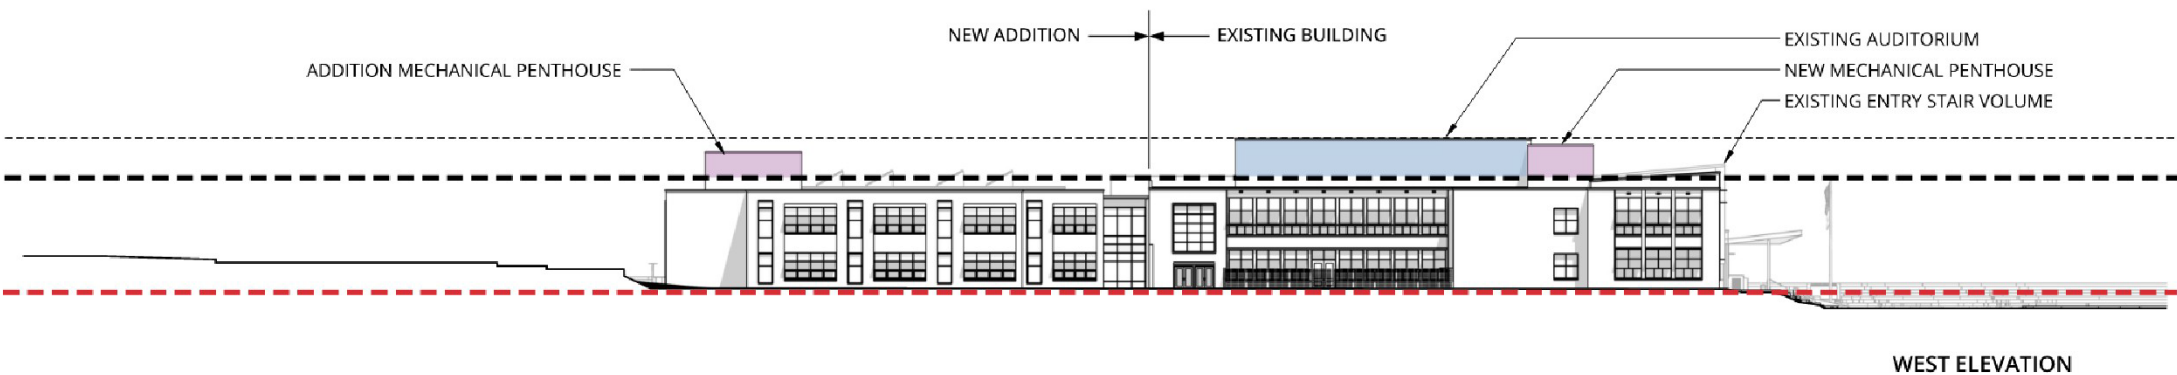 NEW ADDITION
EXISTING BUILDING
EXISTING AUDITORIUM
ADDITION MECHANICAL PENTHOUSE
NEW MECHANICAL PENTHOUSE
EXISTING ENTRY STAIR VOLUME
WEST ELEVATION